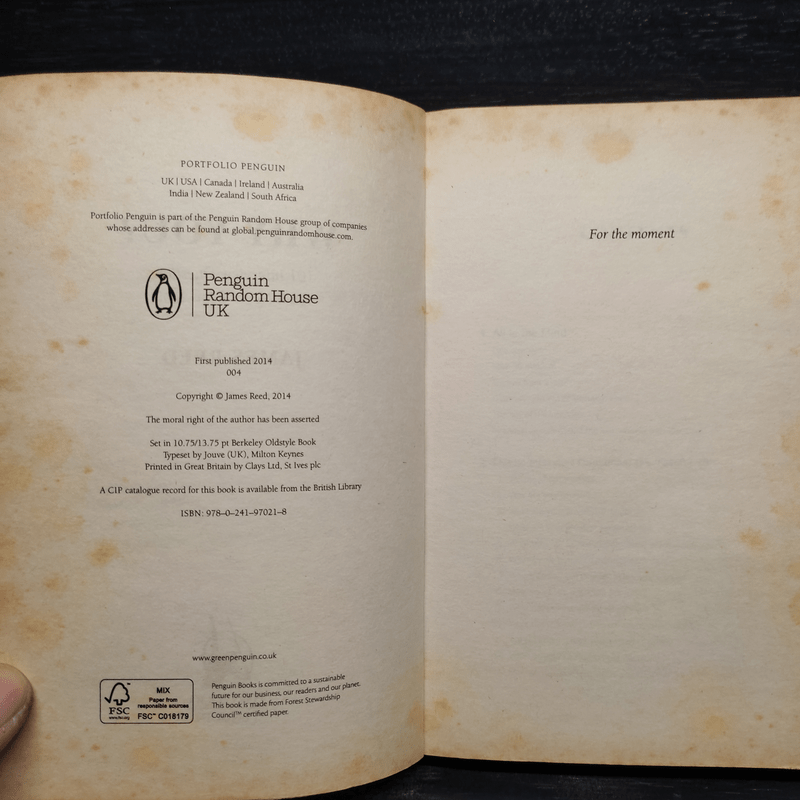 PORTFOLIO PENGUIN
UK | USA | Canada | Ireland | Australia
India | New Zealand | South Africa
Portfolio Penguin is part of the Penguin Random House group of companies
whose addresses can be found at global.penguinrandomhouse.com.
Penguin
Random House
UK
First published 2014
004
Copyright © James Reed, 2014
The moral right of the author has been asserted
Set in 10.75/13.75 pt Berkeley Oldstyle Book
Typeset by Jouve (UK), Milton Keynes
Printed in Great Britain by Clays Ltd, St Ives plc
A CIP catalogue record for this book is available from the British Library
ISBN: 978–0–241–97021–8
www.greenpenguin.co.uk
FSC
www.fsc.org
MIX
Paper from
responsible sources
FSC™ C018179
Penguin Books is committed to a sustainable
future for our business, our readers and our planet.
This book is made from Forest Stewardship
Council™ certified paper.
For the moment